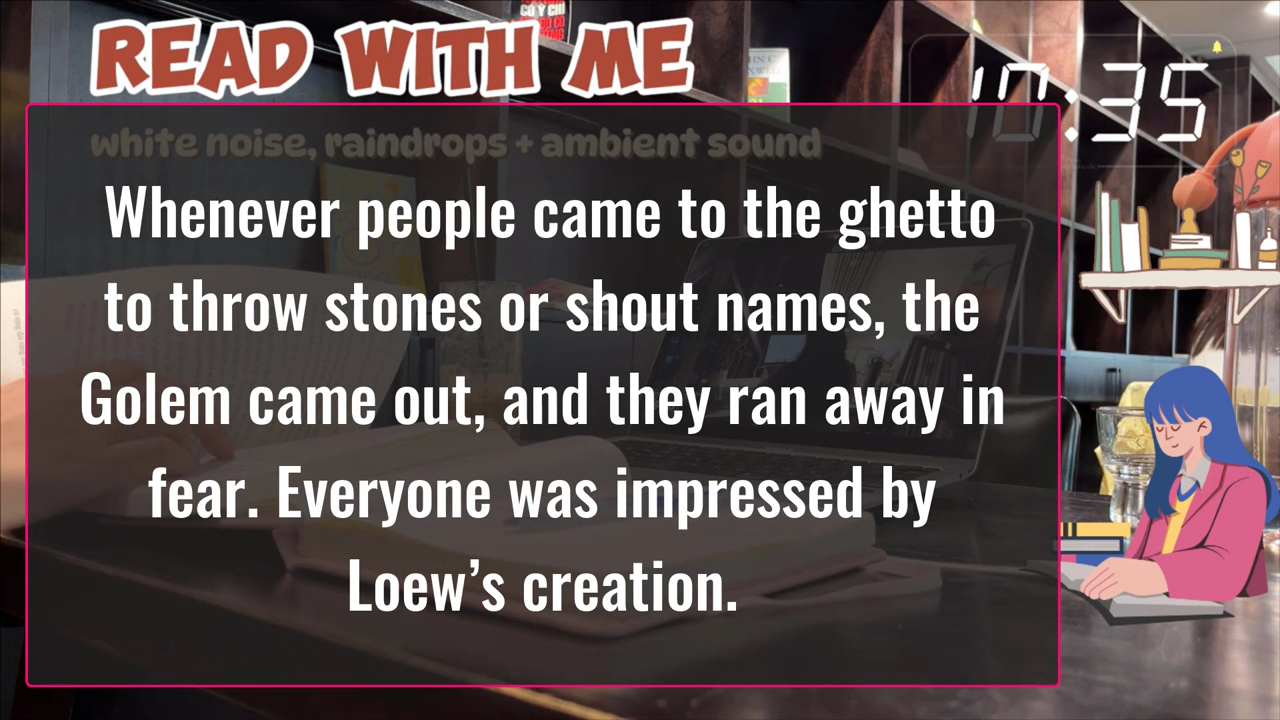 READ WITH ME
10:35
white noise, raindrops + ambient sound
Whenever people came to the ghetto
to throw stones or shout names, the
Golem came out, and they ran away in
fear. Everyone was impressed by
Loew’s creation.